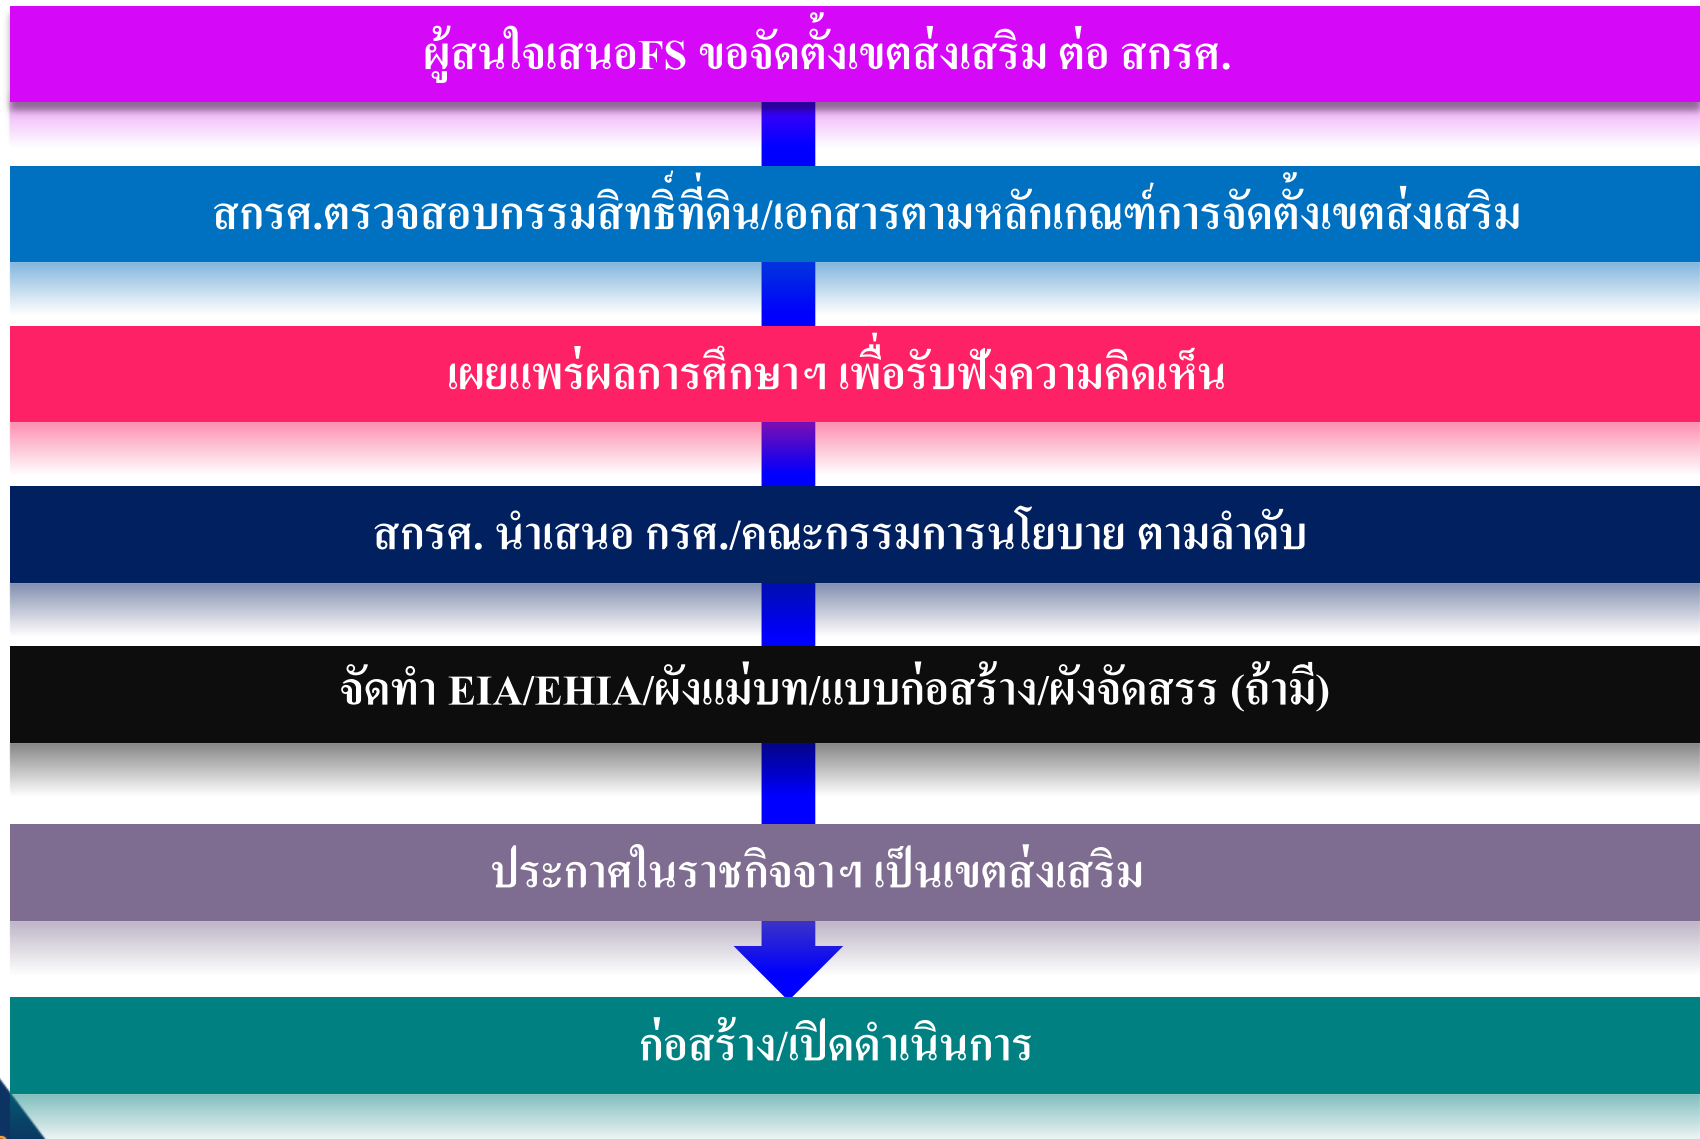 ผู้สนใจเสนอFS ขอจัดตั้งเขตส่งเสริม ต่อ สกรศ.
สกรศ.ตรวจสอบกรรมสิทธิ์ที่ดิน/เอกสารตามหลักเกณฑ์การจัดตั้งเขตส่งเสริม
เผยแพร่ผลการศึกษาฯ เพื่อรับฟังความคิดเห็น
สกรศ. นำเสนอ กรศ./คณะกรรมการนโยบาย ตามลำดับ
จัดทำ EIA/EHIA/ผังแม่บท/แบบก่อสร้าง/ผังจัดสรร (ถ้ามี)
ประกาศในราชกิจจาฯ เป็นเขตส่งเสริม
ก่อสร้าง/เปิดดำเนินการ